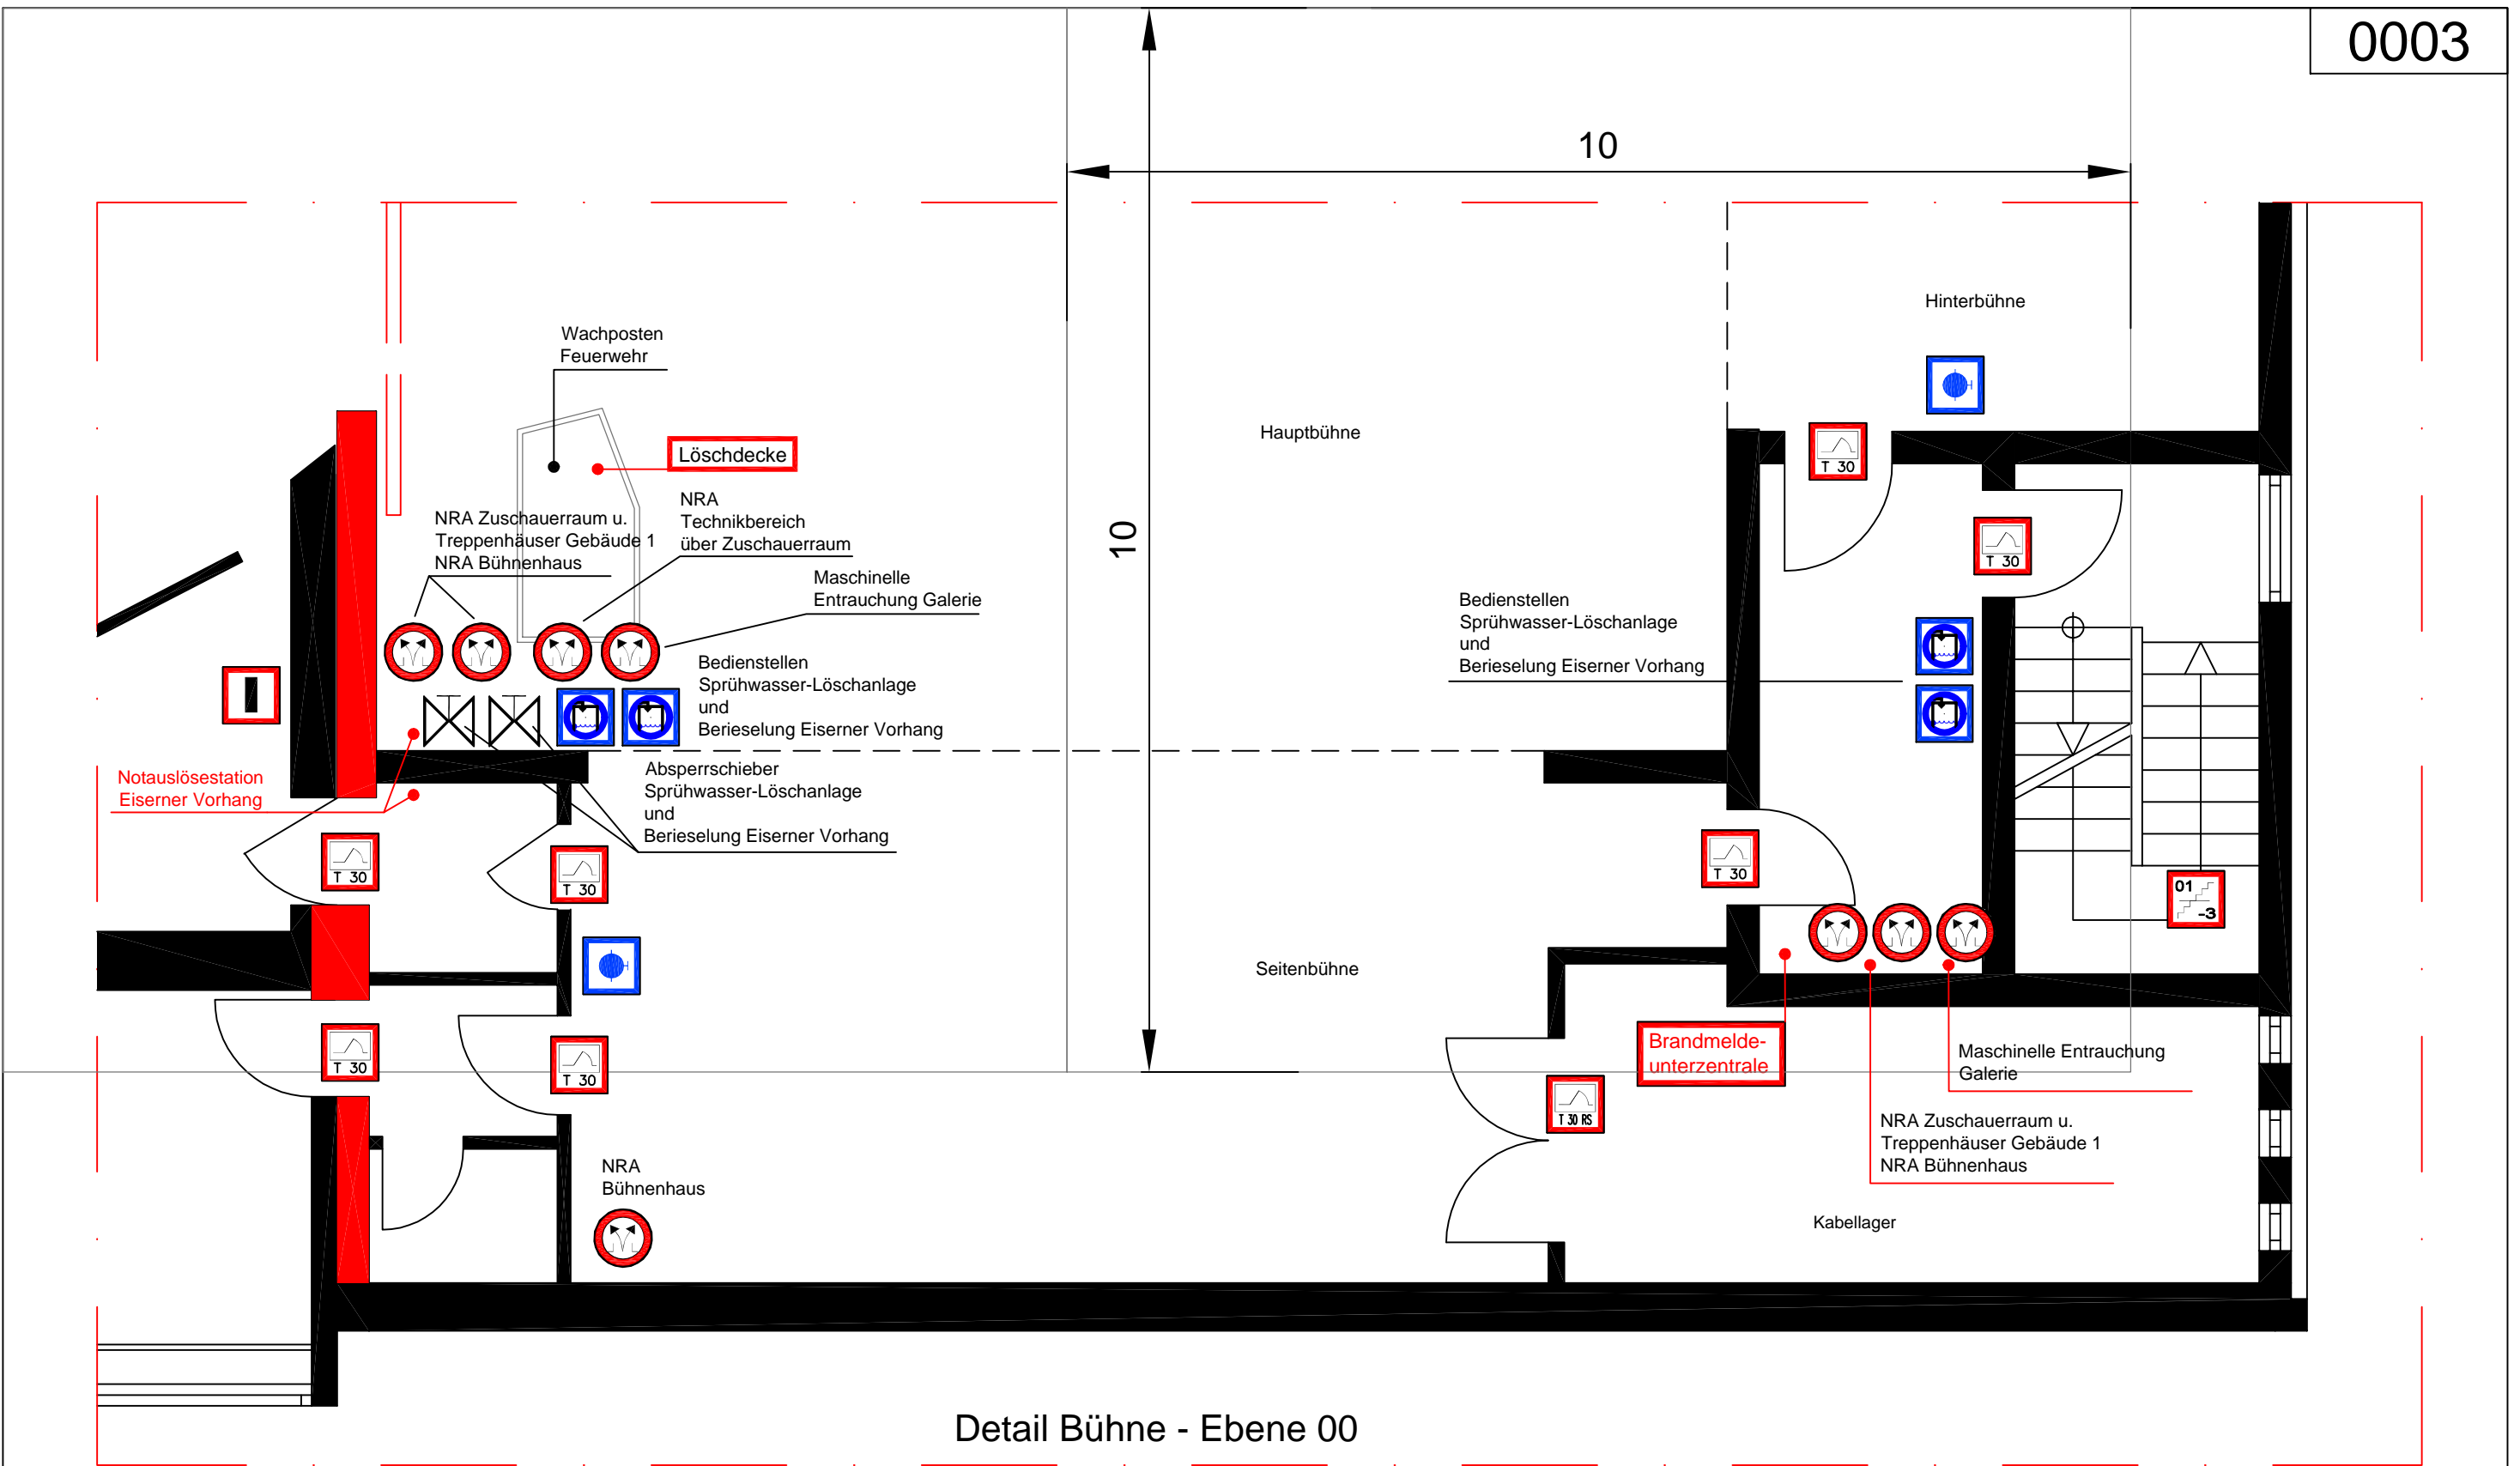 0003
10
10
Hinterbühne
Wachposten
Feuerwehr
Hauptbühne
Löschdecke
T 30
NRA
Technikbereich
über Zuschauerraum
NRA Zuschauerraum u.
Treppenhäuser Gebäude 1
NRA Bühnenhaus
T 30
Maschinelle
Entrauchung Galerie
Bedienstellen
Sprühwasser-Löschanlage
und
Berieselung Eiserner Vorhang
Bedienstellen
Sprühwasser-Löschanlage
und
Berieselung Eiserner Vorhang
Notauslösestation
Eiserner Vorhang
Absperrschieber
Sprühwasser-Löschanlage
und
Berieselung Eiserner Vorhang
T 30
T 30
T 30
01
-3
Seitenbühne
T 30
T 30
Brandmelde-
unterzentrale
Maschinelle Entrauchung
Galerie
T 30 RS
NRA Zuschauerraum u.
Treppenhäuser Gebäude 1
NRA Bühnenhaus
NRA
Bühnenhaus
Kabellager
Detail Bühne - Ebene 00